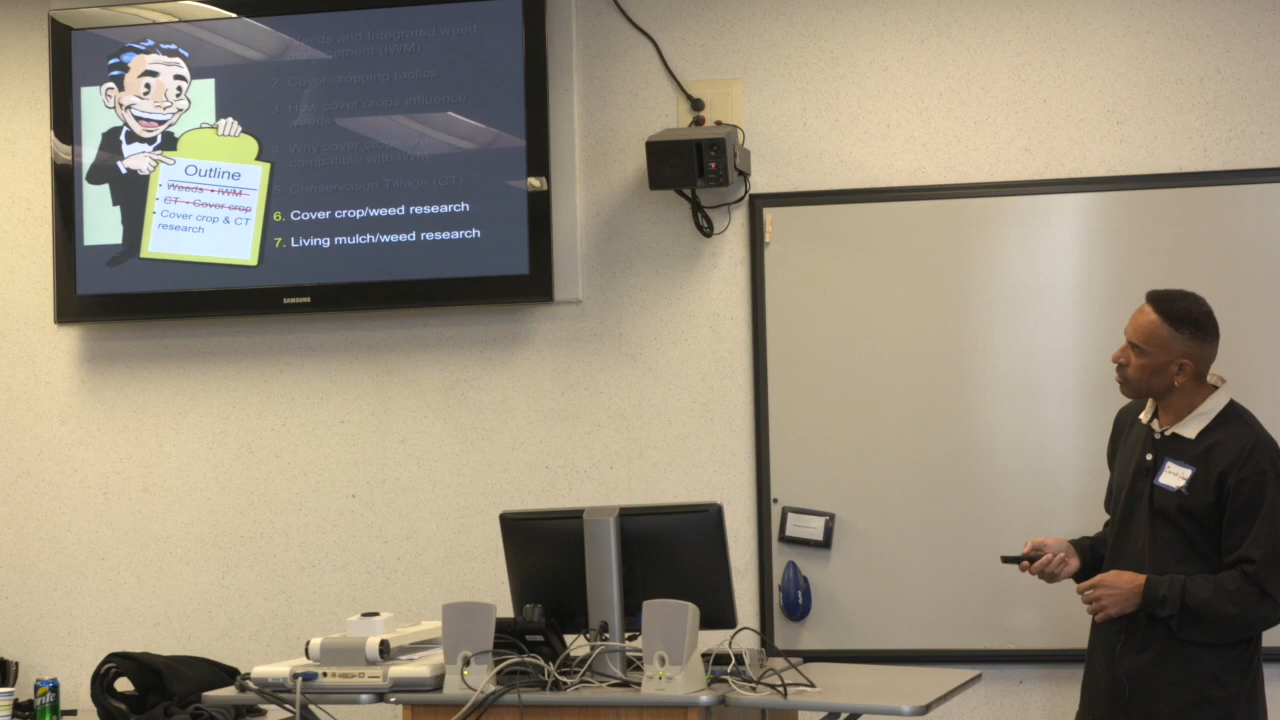 Weeds and Integrated weed
management (IWM)
2. Cover cropping tactics
3. How cover crops influence
weeds
4. Why cover crops are
compatible with IWM
5. Conservation Tillage (CT)
6. Cover crop/weed research
7. Living mulch/weed research
Outline
• Weeds • IWM
• CT • Cover crop
• Cover crop & CT
research
SAMSUNG